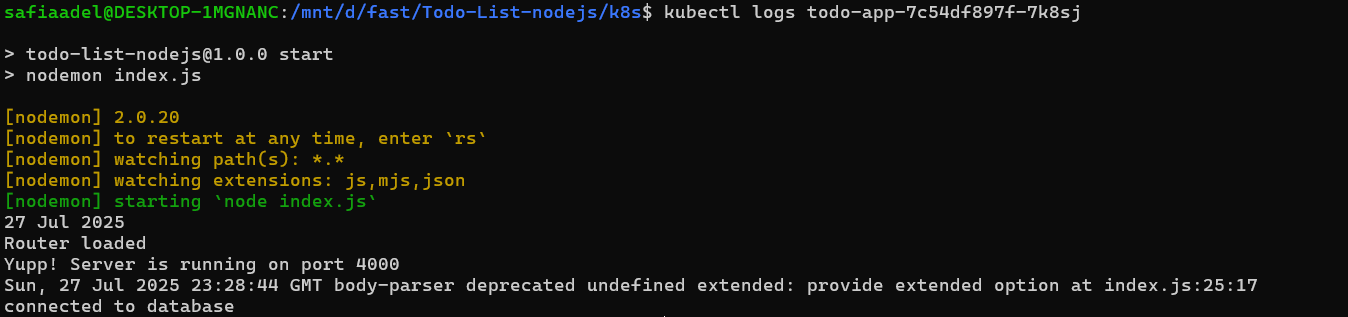 safiaadel@DESKTOP-1MGNANC:/mnt/d/fast/Todo-List-nodejs/k8s$ kubectl logs todo-app-7c54df897f-7k8sj
> todo-list-nodejs@1.0.0 start
> nodemon index.js
[nodemon] 2.0.20
[nodemon] to restart at any time, enter `rs`
[nodemon] watching path(s): *.*
[nodemon] watching extensions: js,mjs,json
[nodemon] starting `node index.js`
27 Jul 2025
Router loaded
Yupp! Server is running on port 4000
Sun, 27 Jul 2025 23:28:44 GMT body-parser deprecated undefined extended: provide extended option at index.js:25:17
connected to database